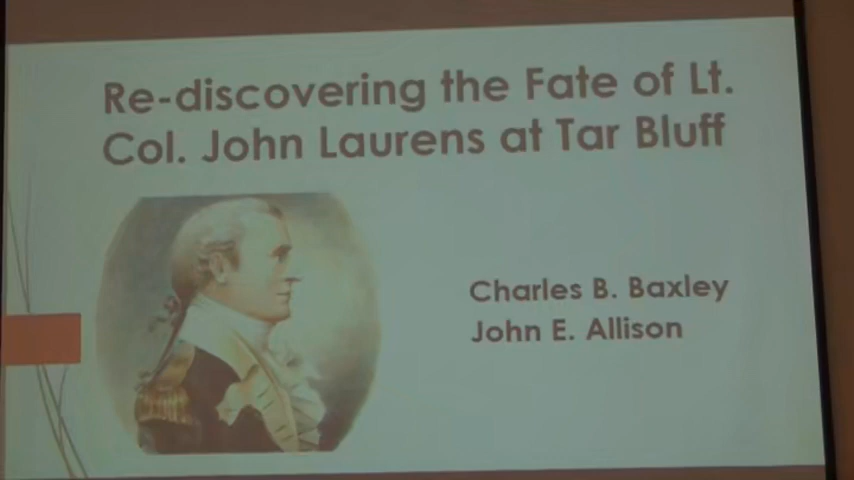 Re-discovering the Fate of Lt.
Col. John Laurens at Tar Bluff
Charles B. Baxley
John E. Allison